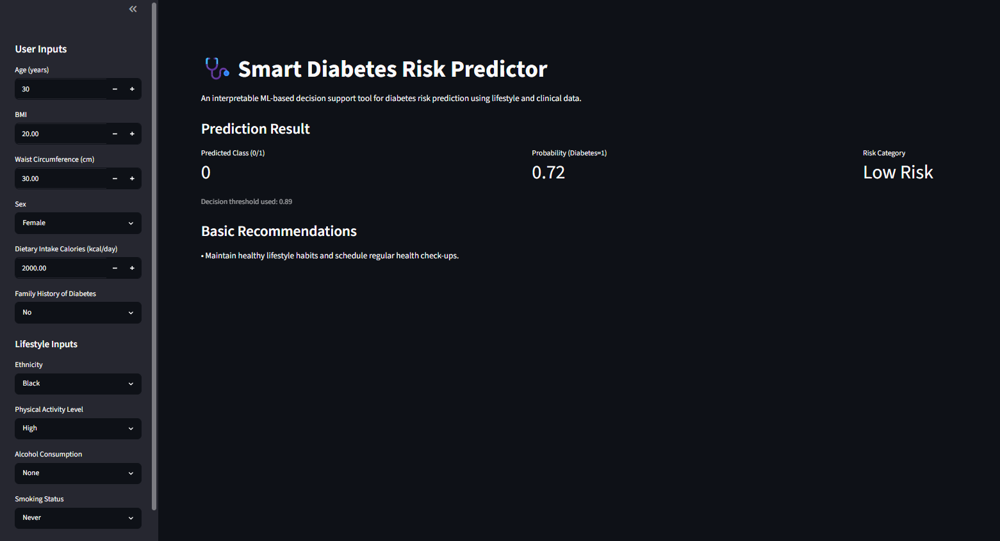 User Inputs
Age (years)
30
BMI
20.00
Waist Circumference (cm)
30.00
Sex
Female
Dietary Intake Calories (kcal/day)
2000.00
Family History of Diabetes
No
Lifestyle Inputs
Ethnicity
Black
Physical Activity Level
High
Alcohol Consumption
None
Smoking Status
Never
Smart Diabetes Risk Predictor
An interpretable ML-based decision support tool for diabetes risk prediction using lifestyle and clinical data.
Prediction Result
Predicted Class (0/1)
0
Probability (Diabetes=1)
0.72
Risk Category
Low Risk
Decision threshold used: 0.89
Basic Recommendations
• Maintain healthy lifestyle habits and schedule regular health check-ups.